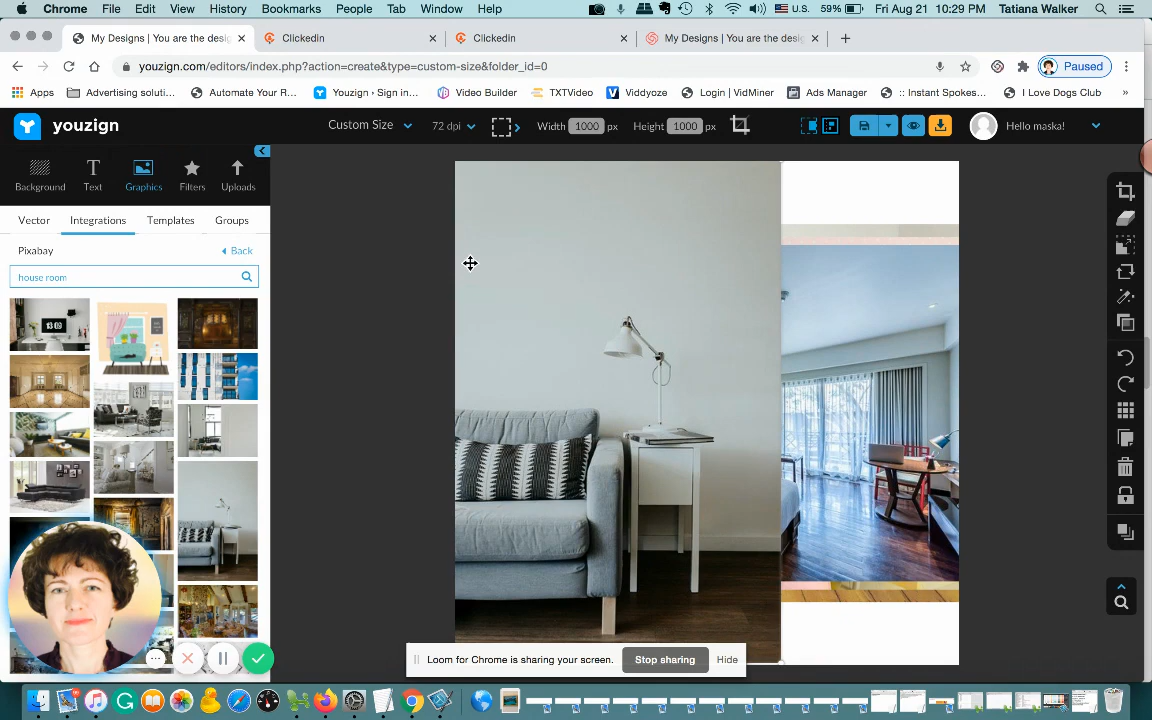 Chrome File Edit View History Bookmarks People Tab Window Help U.S. 59% Fri Aug 21 10:29 PM Tatiana Walker
My Designs | You are the desig ClickedIn ClickedIn My Designs | You are the desig
youzign.com/editors/index.php?action=create&type=custom-size&folder_id=0 Paused
Apps Advertising soluti... Automate Your R... Youzign • Sign in... Video Builder TXTVideo Viddyoze Login | VidMiner Ads Manager :: Instant Spokes... I Love Dogs Club »
youzign Custom Size 72 dpi Width 1000 px Height 1000 px Hello maska!
Background Text Graphics Filters Uploads
Vector Integrations Templates Groups
Pixabay Back
house room
Loom for Chrome is sharing your screen. Stop sharing Hide